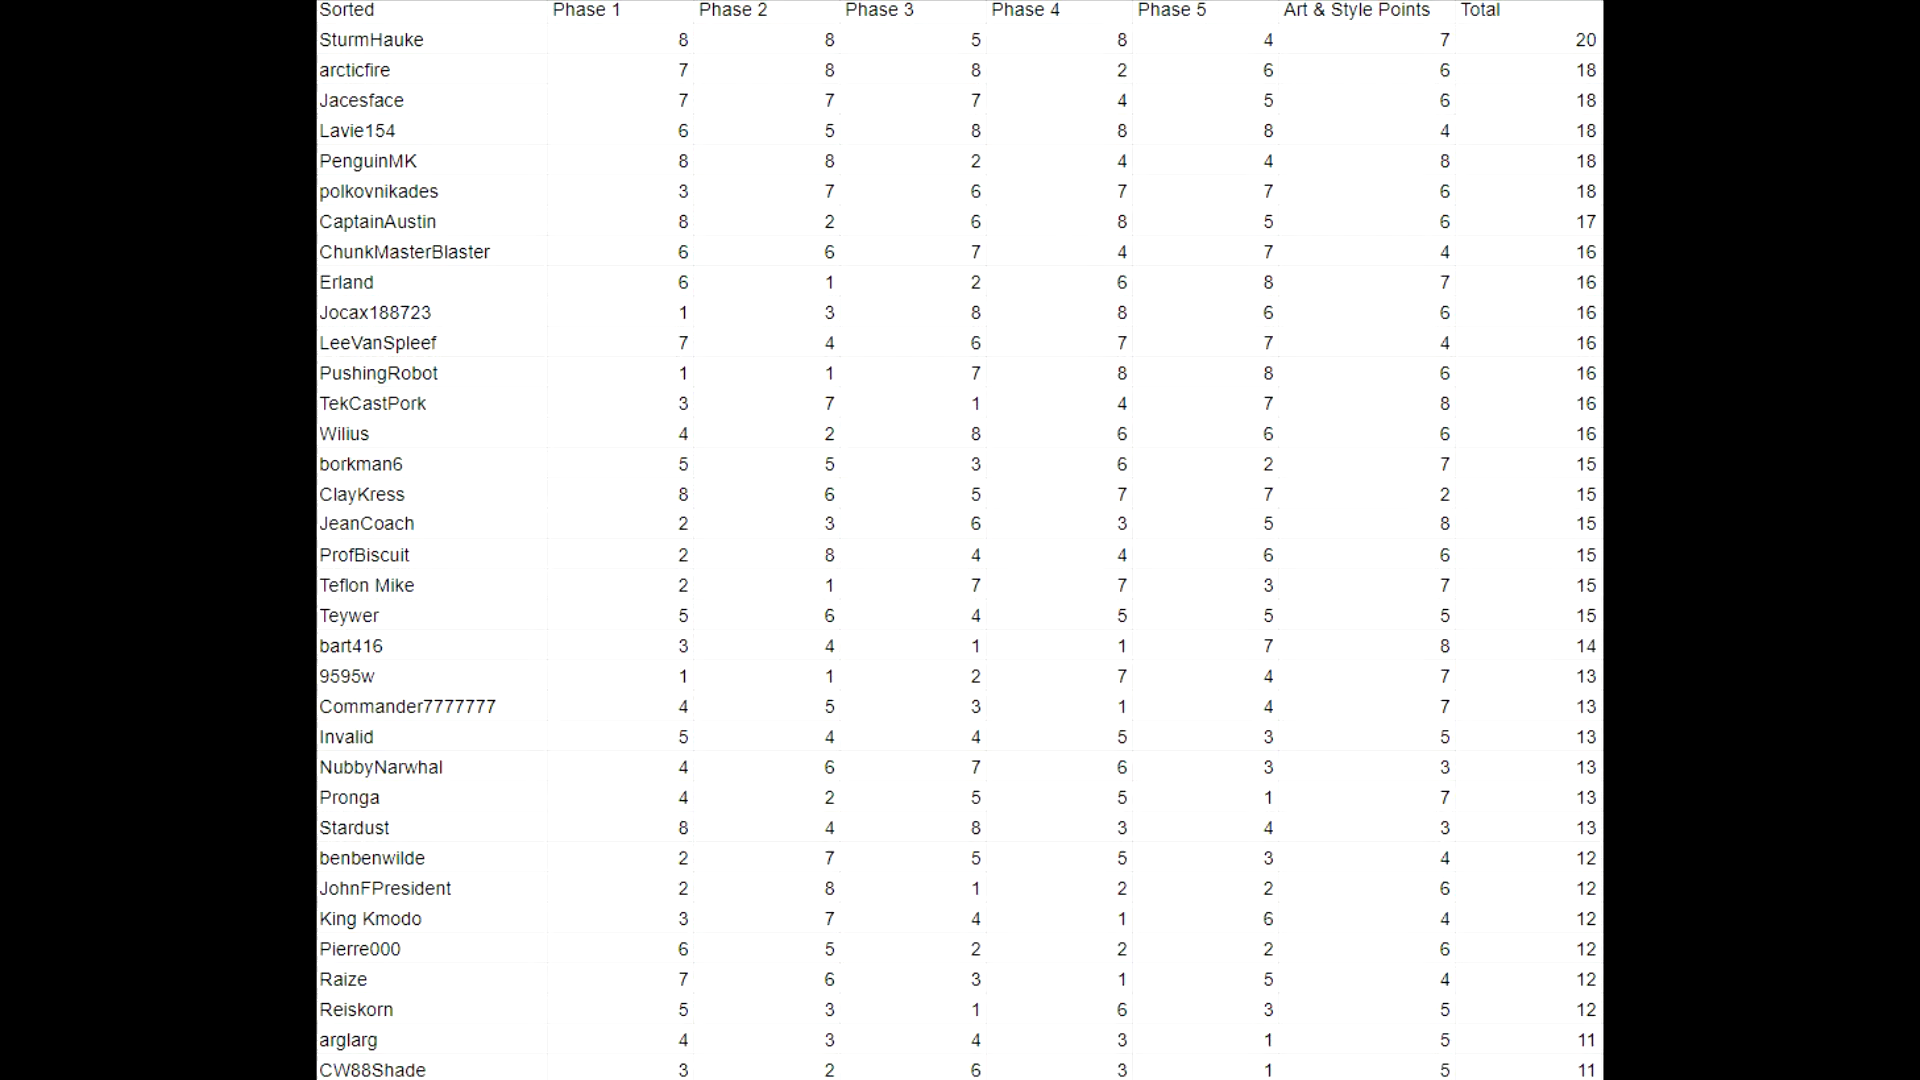 Sorted Phase 1 Phase 2 Phase 3 Phase 4 Phase 5 Art & Style Points Total
SturmHauke 8 8 5 8 4 7 20
arcticfire 7 8 8 2 6 6 18
Jacesface 7 7 7 4 5 6 18
Lavie154 6 5 8 8 8 4 18
PenguinMK 8 8 2 4 4 8 18
polkovnikades 3 7 6 7 7 6 18
CaptainAustin 8 2 6 8 5 6 17
ChunkMasterBlaster 6 6 7 4 7 4 16
Erland 6 1 2 6 8 7 16
Jocax188723 1 3 8 8 6 6 16
LeeVanSpleef 7 4 6 7 7 4 16
PushingRobot 1 1 7 8 8 6 16
TekCastPork 3 7 1 4 7 8 16
Wilius 4 2 8 6 6 6 16
borkman6 5 5 3 6 2 7 15
ClayKress 8 6 5 7 7 2 15
JeanCoach 2 3 6 3 5 8 15
ProfBiscuit 2 8 4 4 6 6 15
Teflon Mike 2 1 7 7 3 7 15
Teywer 5 6 4 5 5 5 15
bart416 3 4 1 1 7 8 14
9595w 1 1 2 7 4 7 13
Commander7777777 4 5 3 1 4 7 13
Invalid 5 4 4 5 3 5 13
NubbyNarwhal 4 6 7 6 3 3 13
Pronga 4 2 5 5 1 7 13
Stardust 8 4 8 3 4 3 13
benbenwilde 2 7 5 5 3 4 12
JohnFPresident 2 8 1 2 2 6 12
King Kmodo 3 7 4 1 6 4 12
Pierre000 6 5 2 2 2 6 12
Raize 7 6 3 1 5 4 12
Reiskorn 5 3 1 6 3 5 12
arglarg 4 3 4 3 1 5 11
CW88Shade 3 2 6 3 1 5 11